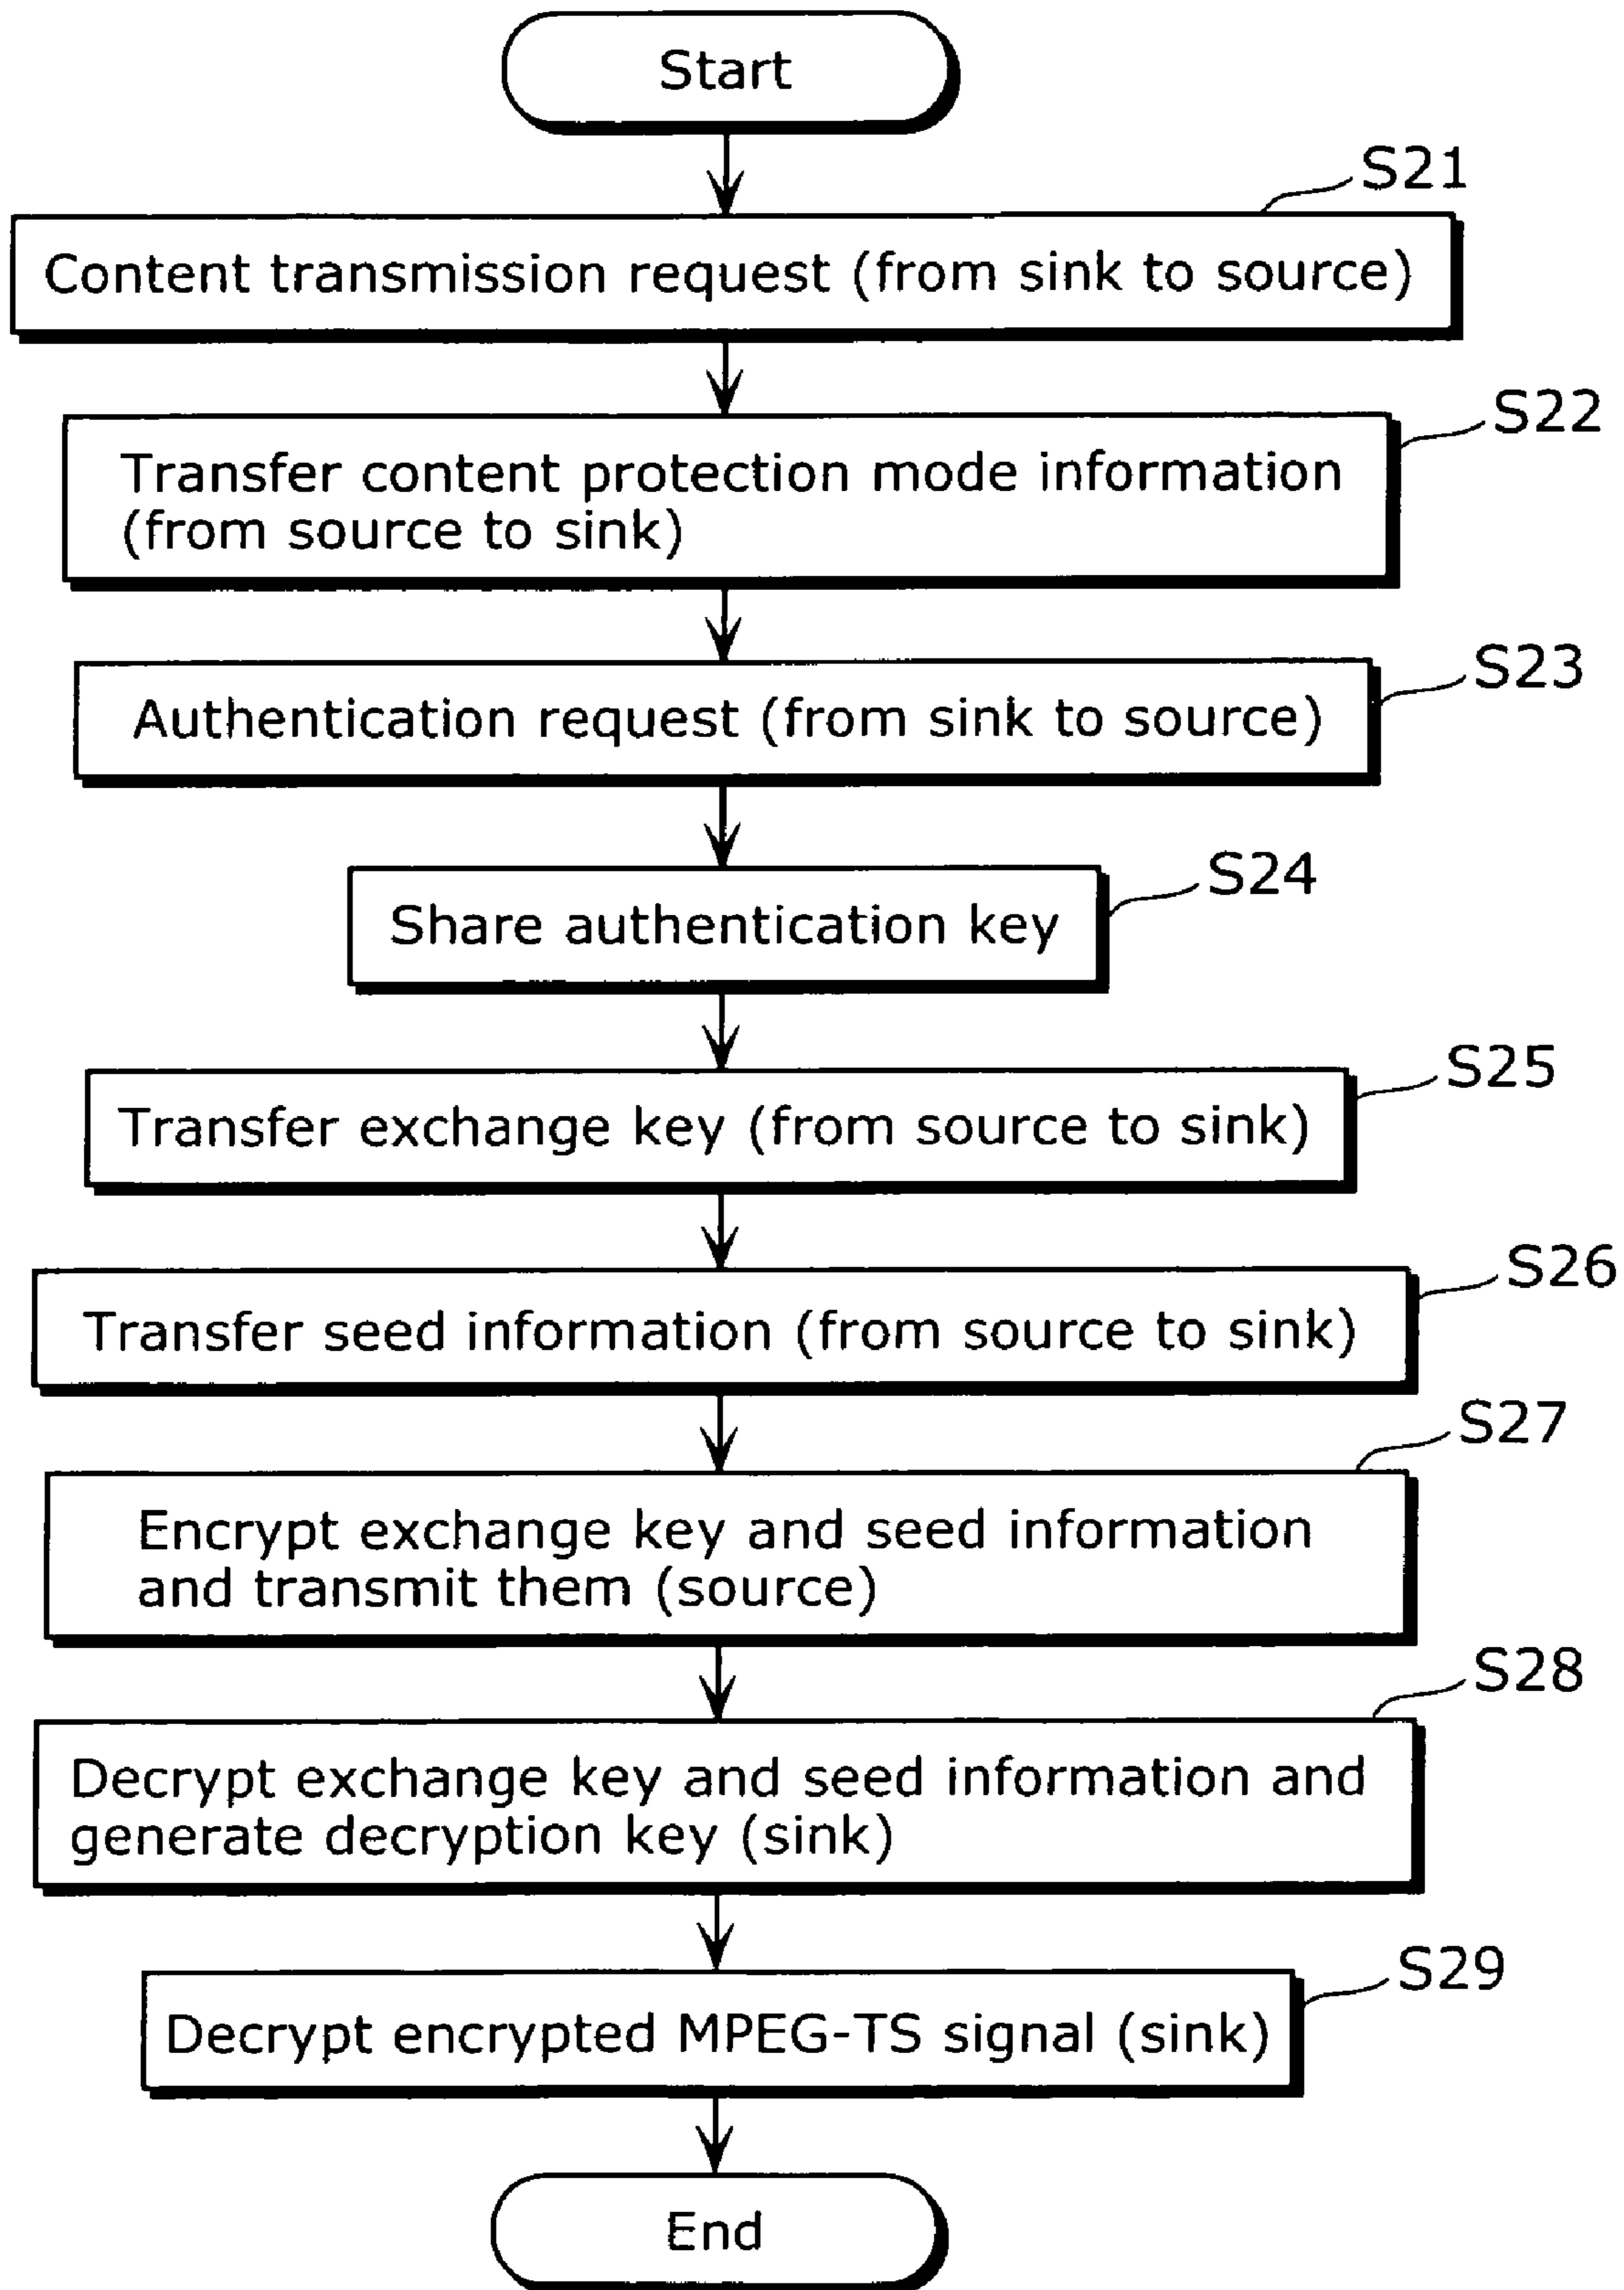 Start
S21
Content transmission request (from sink to source)
S22
Transfer content protection mode information
(from source to sink)
S23
Authentication request (from sink to source)
S24
Share authentication key
S25
Transfer exchange key (from source to sink)
S26
Transfer seed information (from source to sink)
S27
Encrypt exchange key and seed information
and transmit them (source)
S28
Decrypt exchange key and seed information and
generate decryption key (sink)
S29
Decrypt encrypted MPEG-TS signal (sink)
End